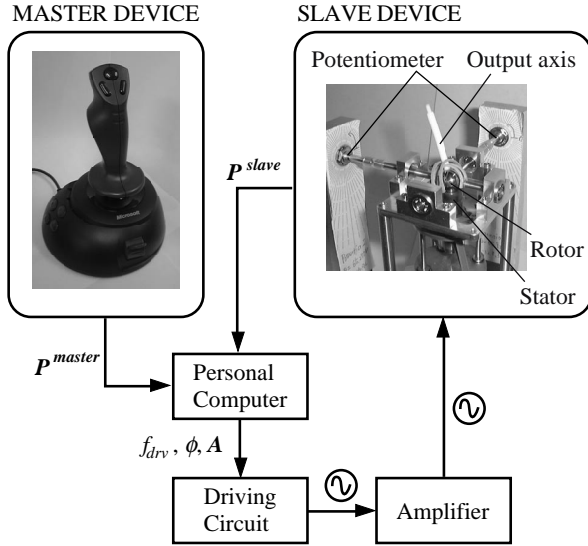 MASTER DEVICE
SLAVE DEVICE
Potentiometer
Output axis
Rotor
Stator
P^slave
P^master
Personal
Computer
f_drv , ϕ, A
Driving
Circuit
Amplifier